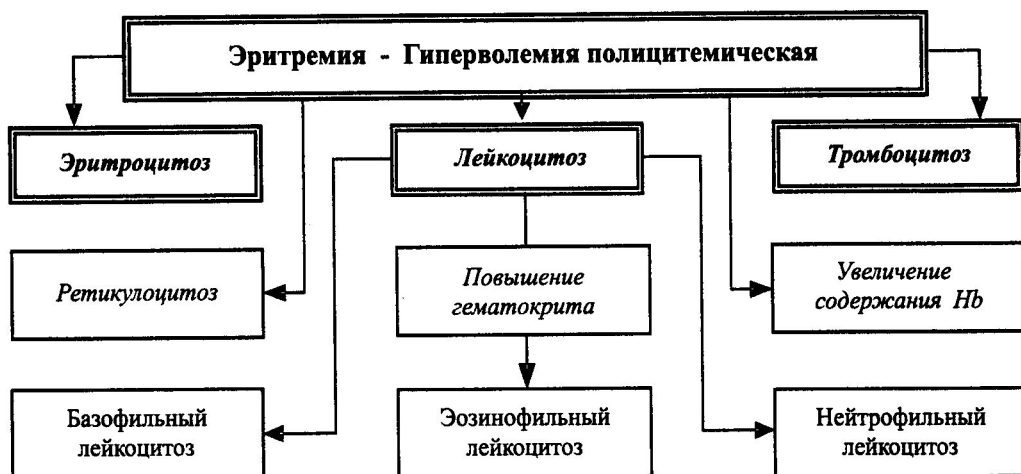 Эритремия - Гиперволемия полицитемическая
Эритроцитоз
Лейкоцитоз
Тромбоцитоз
Ретикулоцитоз
Повышение
гематокрита
Увеличение
содержания Hb
Базофильный
лейкоцитоз
Эозинофильный
лейкоцитоз
Нейтрофильный
лейкоцитоз